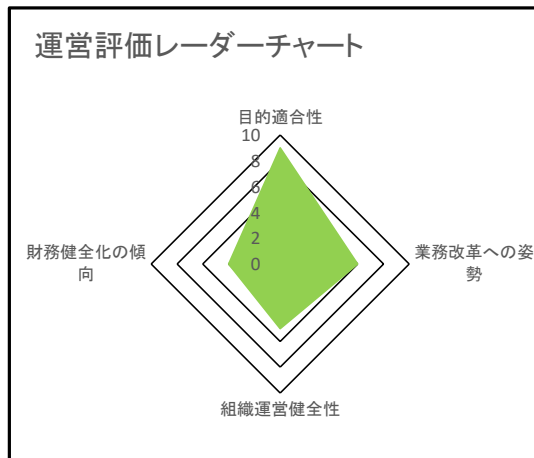 運営評価レーダーチャート
目的適合性
10
8
6
4
2
0
業務改革への姿
勢
組織運営健全性
財務健全化の傾
向